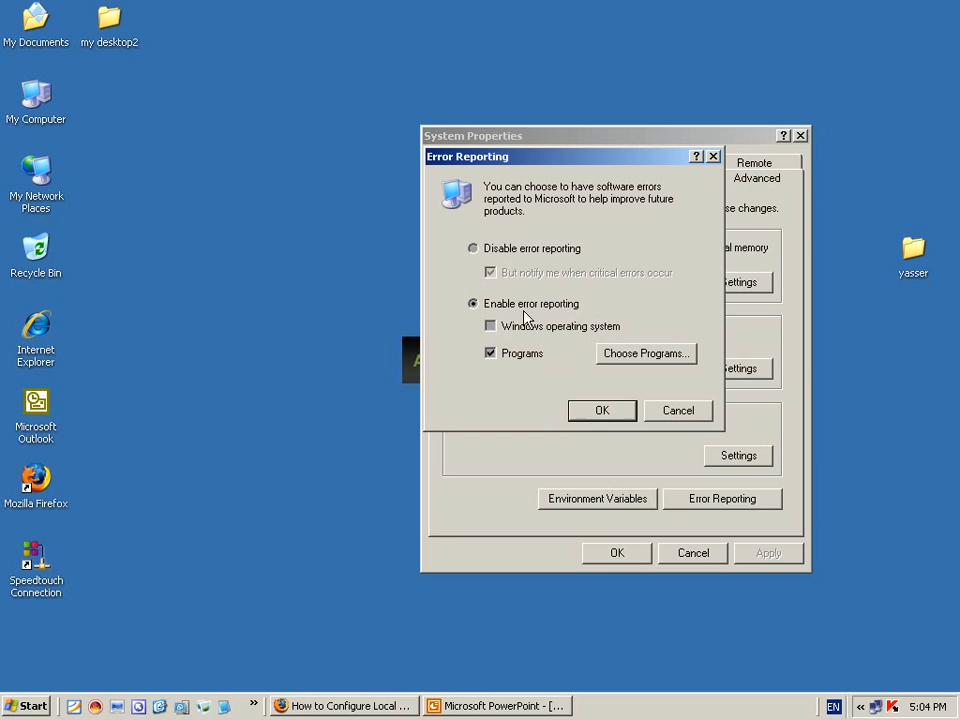 My Documents
my desktop2
My Computer
My Network
Places
Recycle Bin
Internet
Explorer
Microsoft
Outlook
Mozilla Firefox
Speedtouch
Connection
yasser
System Properties
Remote
Advanced
se changes.
al memory
Settings
ettings
Settings
Environment Variables
Error Reporting
OK
Cancel
Apply
Error Reporting
You can choose to have software errors
reported to Microsoft to help improve future
products.
Disable error reporting
But notify me when critical errors occur
Enable error reporting
Windows operating system
Programs
Choose Programs...
OK
Cancel
Start
How to Configure Local ...
Microsoft PowerPoint - [...
EN
5:04 PM